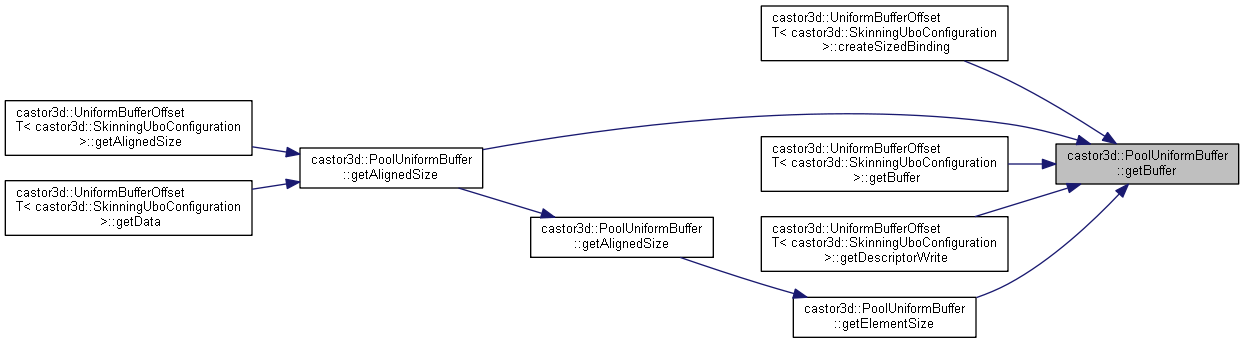 castor3d::UniformBufferOffset
T< castor3d::SkinningUboConfiguration
>::createSizedBinding
castor3d::UniformBufferOffset
T< castor3d::SkinningUboConfiguration
>::getAlignedSize
castor3d::PoolUniformBuffer
::getAlignedSize
castor3d::UniformBufferOffset
T< castor3d::SkinningUboConfiguration
>::getBuffer
castor3d::PoolUniformBuffer
::getBuffer
castor3d::UniformBufferOffset
T< castor3d::SkinningUboConfiguration
>::getData
castor3d::PoolUniformBuffer
::getAlignedSize
castor3d::UniformBufferOffset
T< castor3d::SkinningUboConfiguration
>::getDescriptorWrite
castor3d::PoolUniformBuffer
::getElementSize